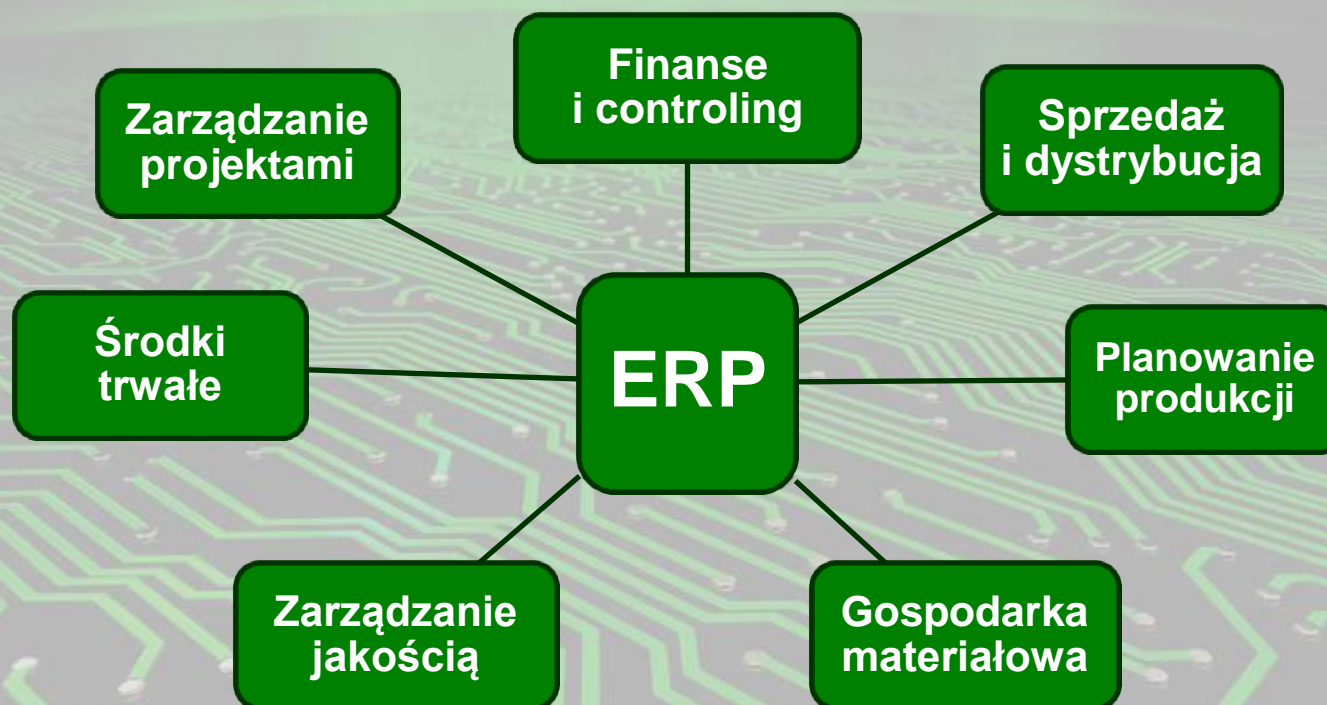 Finanse
i controling
Zarządzanie
projektami
Sprzedaż
i dystrybucja
Środki
trwałe
ERP
Planowanie
produkcji
Zarządzanie
jakością
Gospodarka
materiałowa